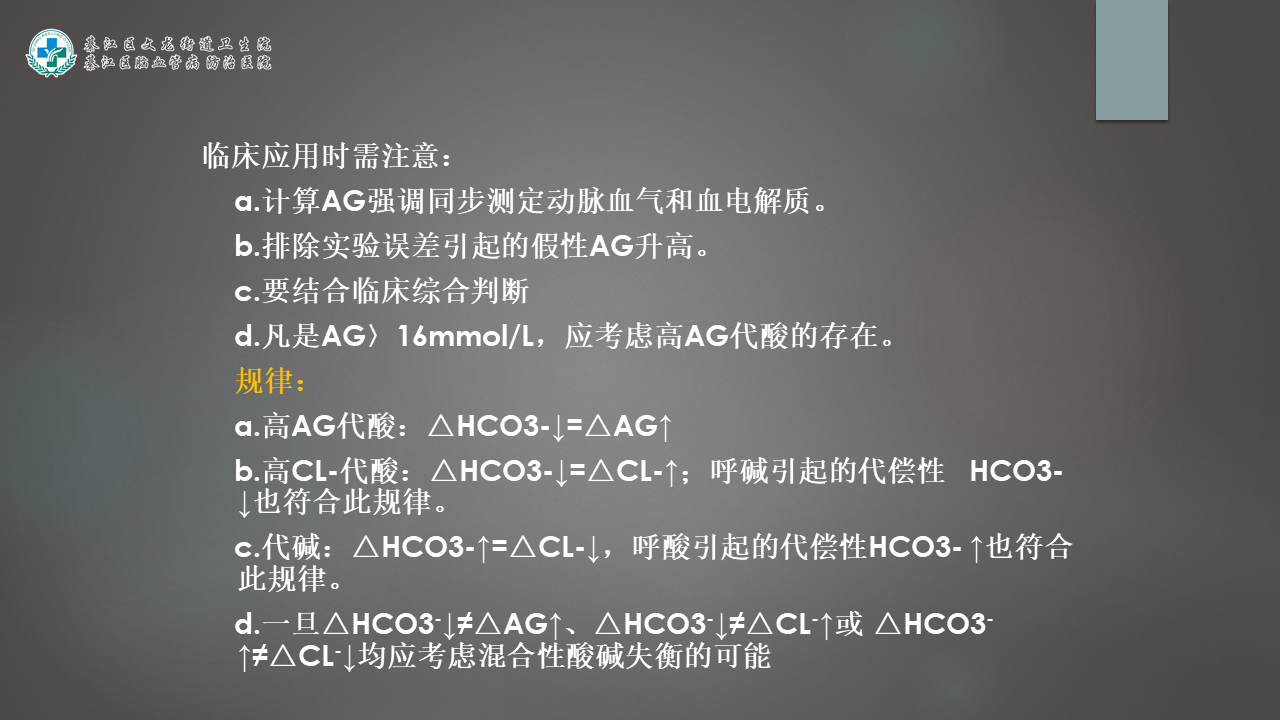 綦江区文龙街道卫生院
綦江区脑血管病防治医院
临床应用时需注意：
a.计算AG强调同步测定动脉血气和血电解质。
b.排除实验误差引起的假性AG升高。
c.要结合临床综合判断
d.凡是AG〉16mmol/L，应考虑高AG代酸的存在。
规律：
a.高AG代酸：△HCO3-↓=△AG↑
b.高CL-代酸：△HCO3-↓=△CL-↑；呼碱引起的代偿性 HCO3-
↓也符合此规律。
c.代碱：△HCO3-↑=△CL-↓，呼酸引起的代偿性HCO3- ↑也符合
此规律。
d.一旦△HCO3-↓≠△AG↑、△HCO3-↓≠△CL-↑或 △HCO3-
↑≠△CL-↓均应考虑混合性酸碱失衡的可能